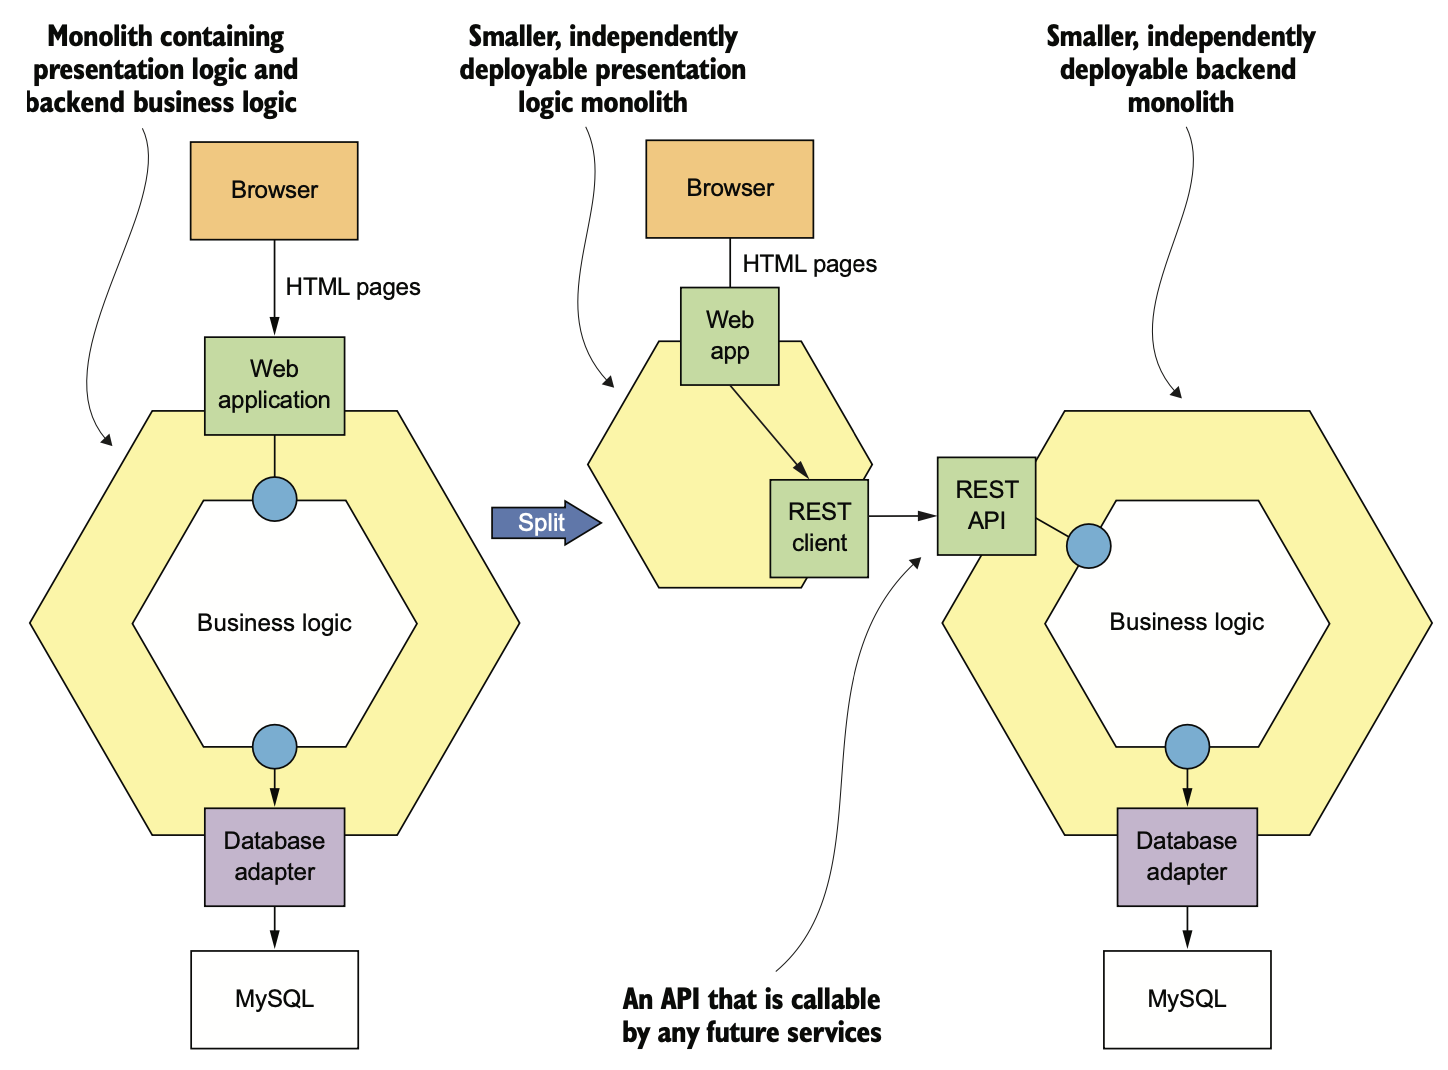 Monolith containing
presentation logic and
backend business logic
Smaller, independently
deployable presentation
logic monolith
Smaller, independently
deployable backend
monolith
Browser
HTML pages
Web
application
Business logic
Database
adapter
MySQL
Split
Browser
HTML pages
Web
app
REST
client
REST
API
Business logic
Database
adapter
MySQL
An API that is callable
by any future services